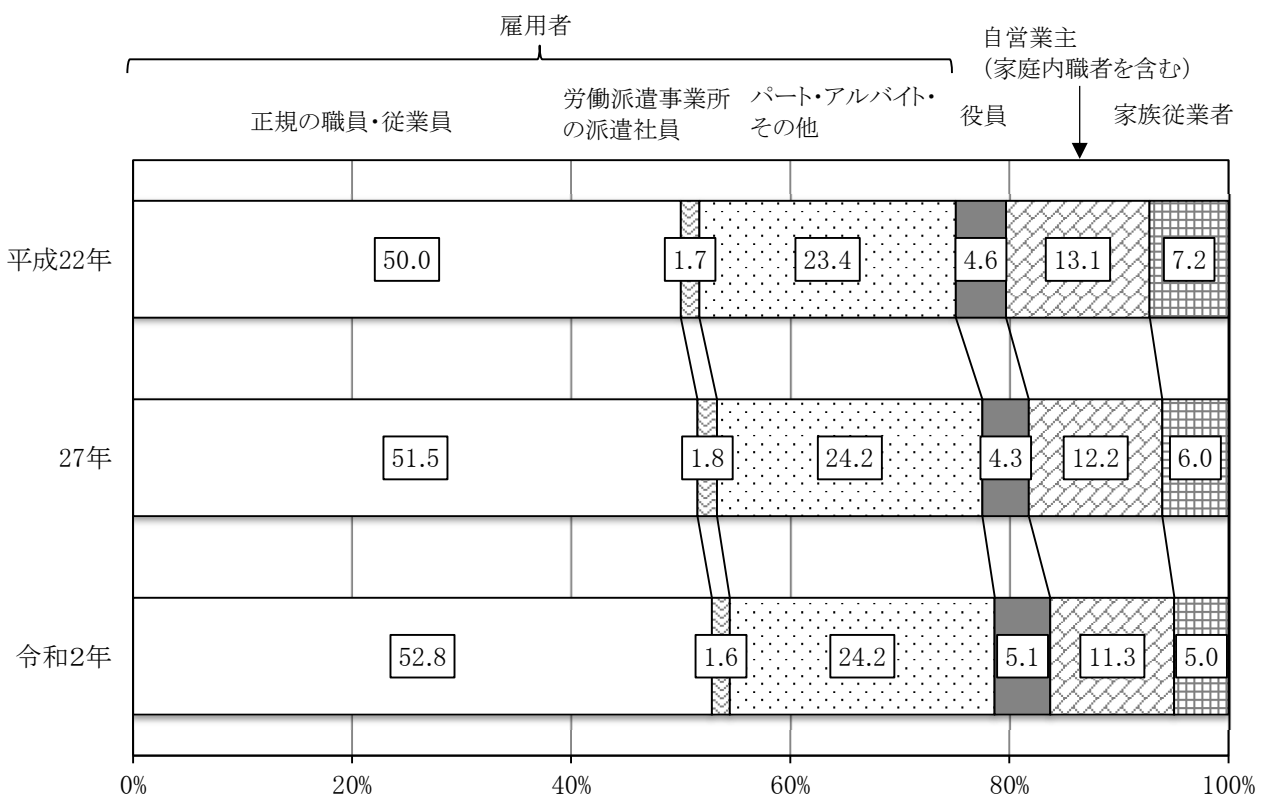 雇用者
自営業主
（家庭内職者を含む）
正規の職員・従業員
労働派遣事業所
の派遣社員
パート・アルバイト・
その他
役員
家族従業者
平成22年
50.0
1.7
23.4
4.6
13.1
7.2
27年
51.5
1.8
24.2
4.3
12.2
6.0
令和2年
52.8
1.6
24.2
5.1
11.3
5.0
0%
20%
40%
60%
80%
100%